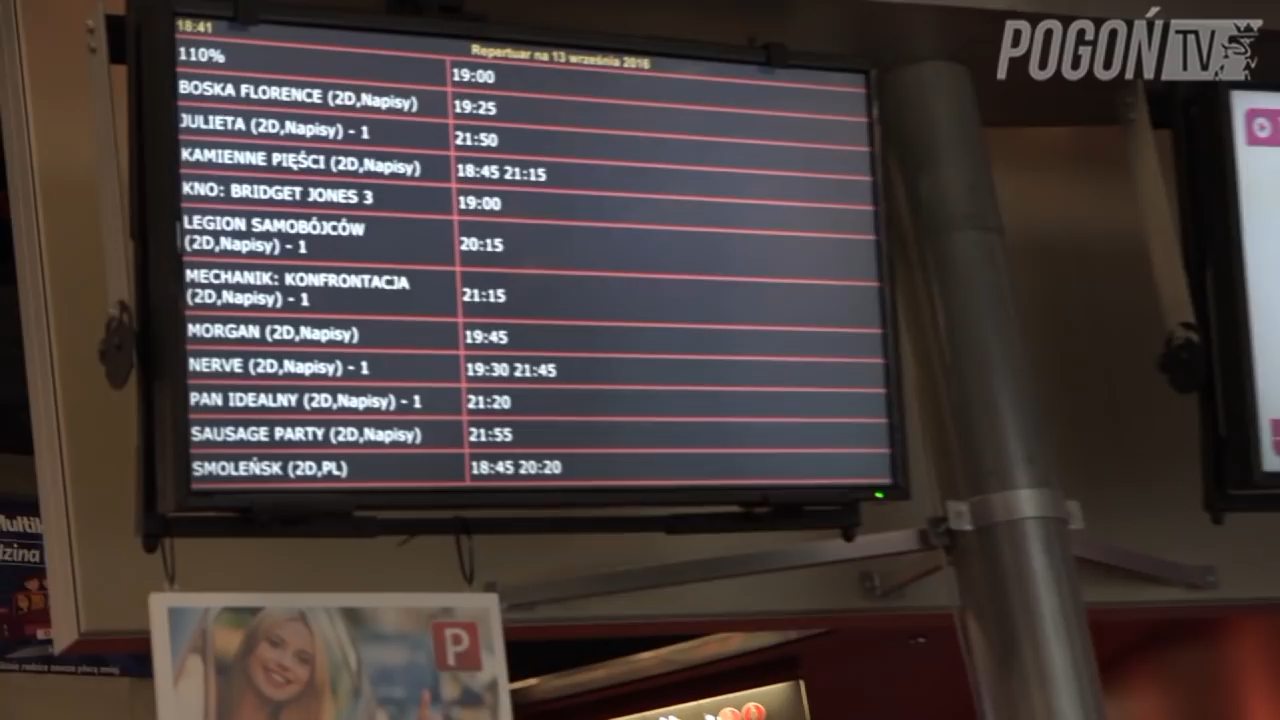 POGOŃ TV
18:41
Repertuar na 13 września 2016
110% 19:00
BOSKA FLORENCE (2D,Napisy) 19:25
JULIETA (2D,Napisy) - 1 21:50
KAMIENNE PIĘŚCI (2D,Napisy) 18:45 21:15
KNO: BRIDGET JONES 3 19:00
LEGION SAMOBÓJCÓW
(2D,Napisy) - 1 20:15
MECHANIK: KONFRONTACJA
(2D,Napisy) - 1 21:15
MORGAN (2D,Napisy) 19:45
NERVE (2D,Napisy) - 1 19:30 21:45
PAN IDEALNY (2D,Napisy) - 1 21:20
SAUSAGE PARTY (2D,Napisy) 21:55
SMOLEŃSK (2D,PL) 18:45 20:20
P